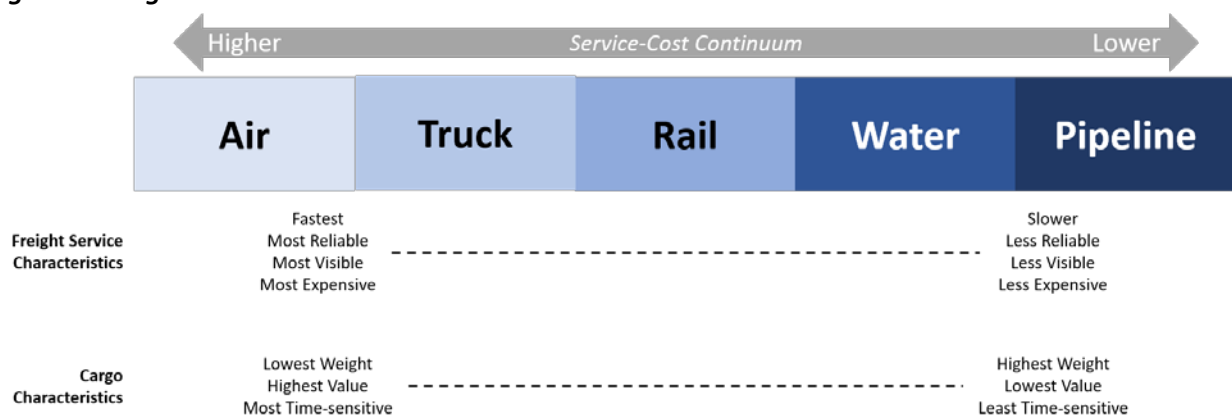 Higher Service-Cost Continuum Lower
Air Truck Rail Water Pipeline
Freight Service
Characteristics
Fastest
Most Reliable
Most Visible
Most Expensive
Slower
Less Reliable
Less Visible
Less Expensive
Cargo
Characteristics
Lowest Weight
Highest Value
Most Time-sensitive
Highest Weight
Lowest Value
Least Time-sensitive